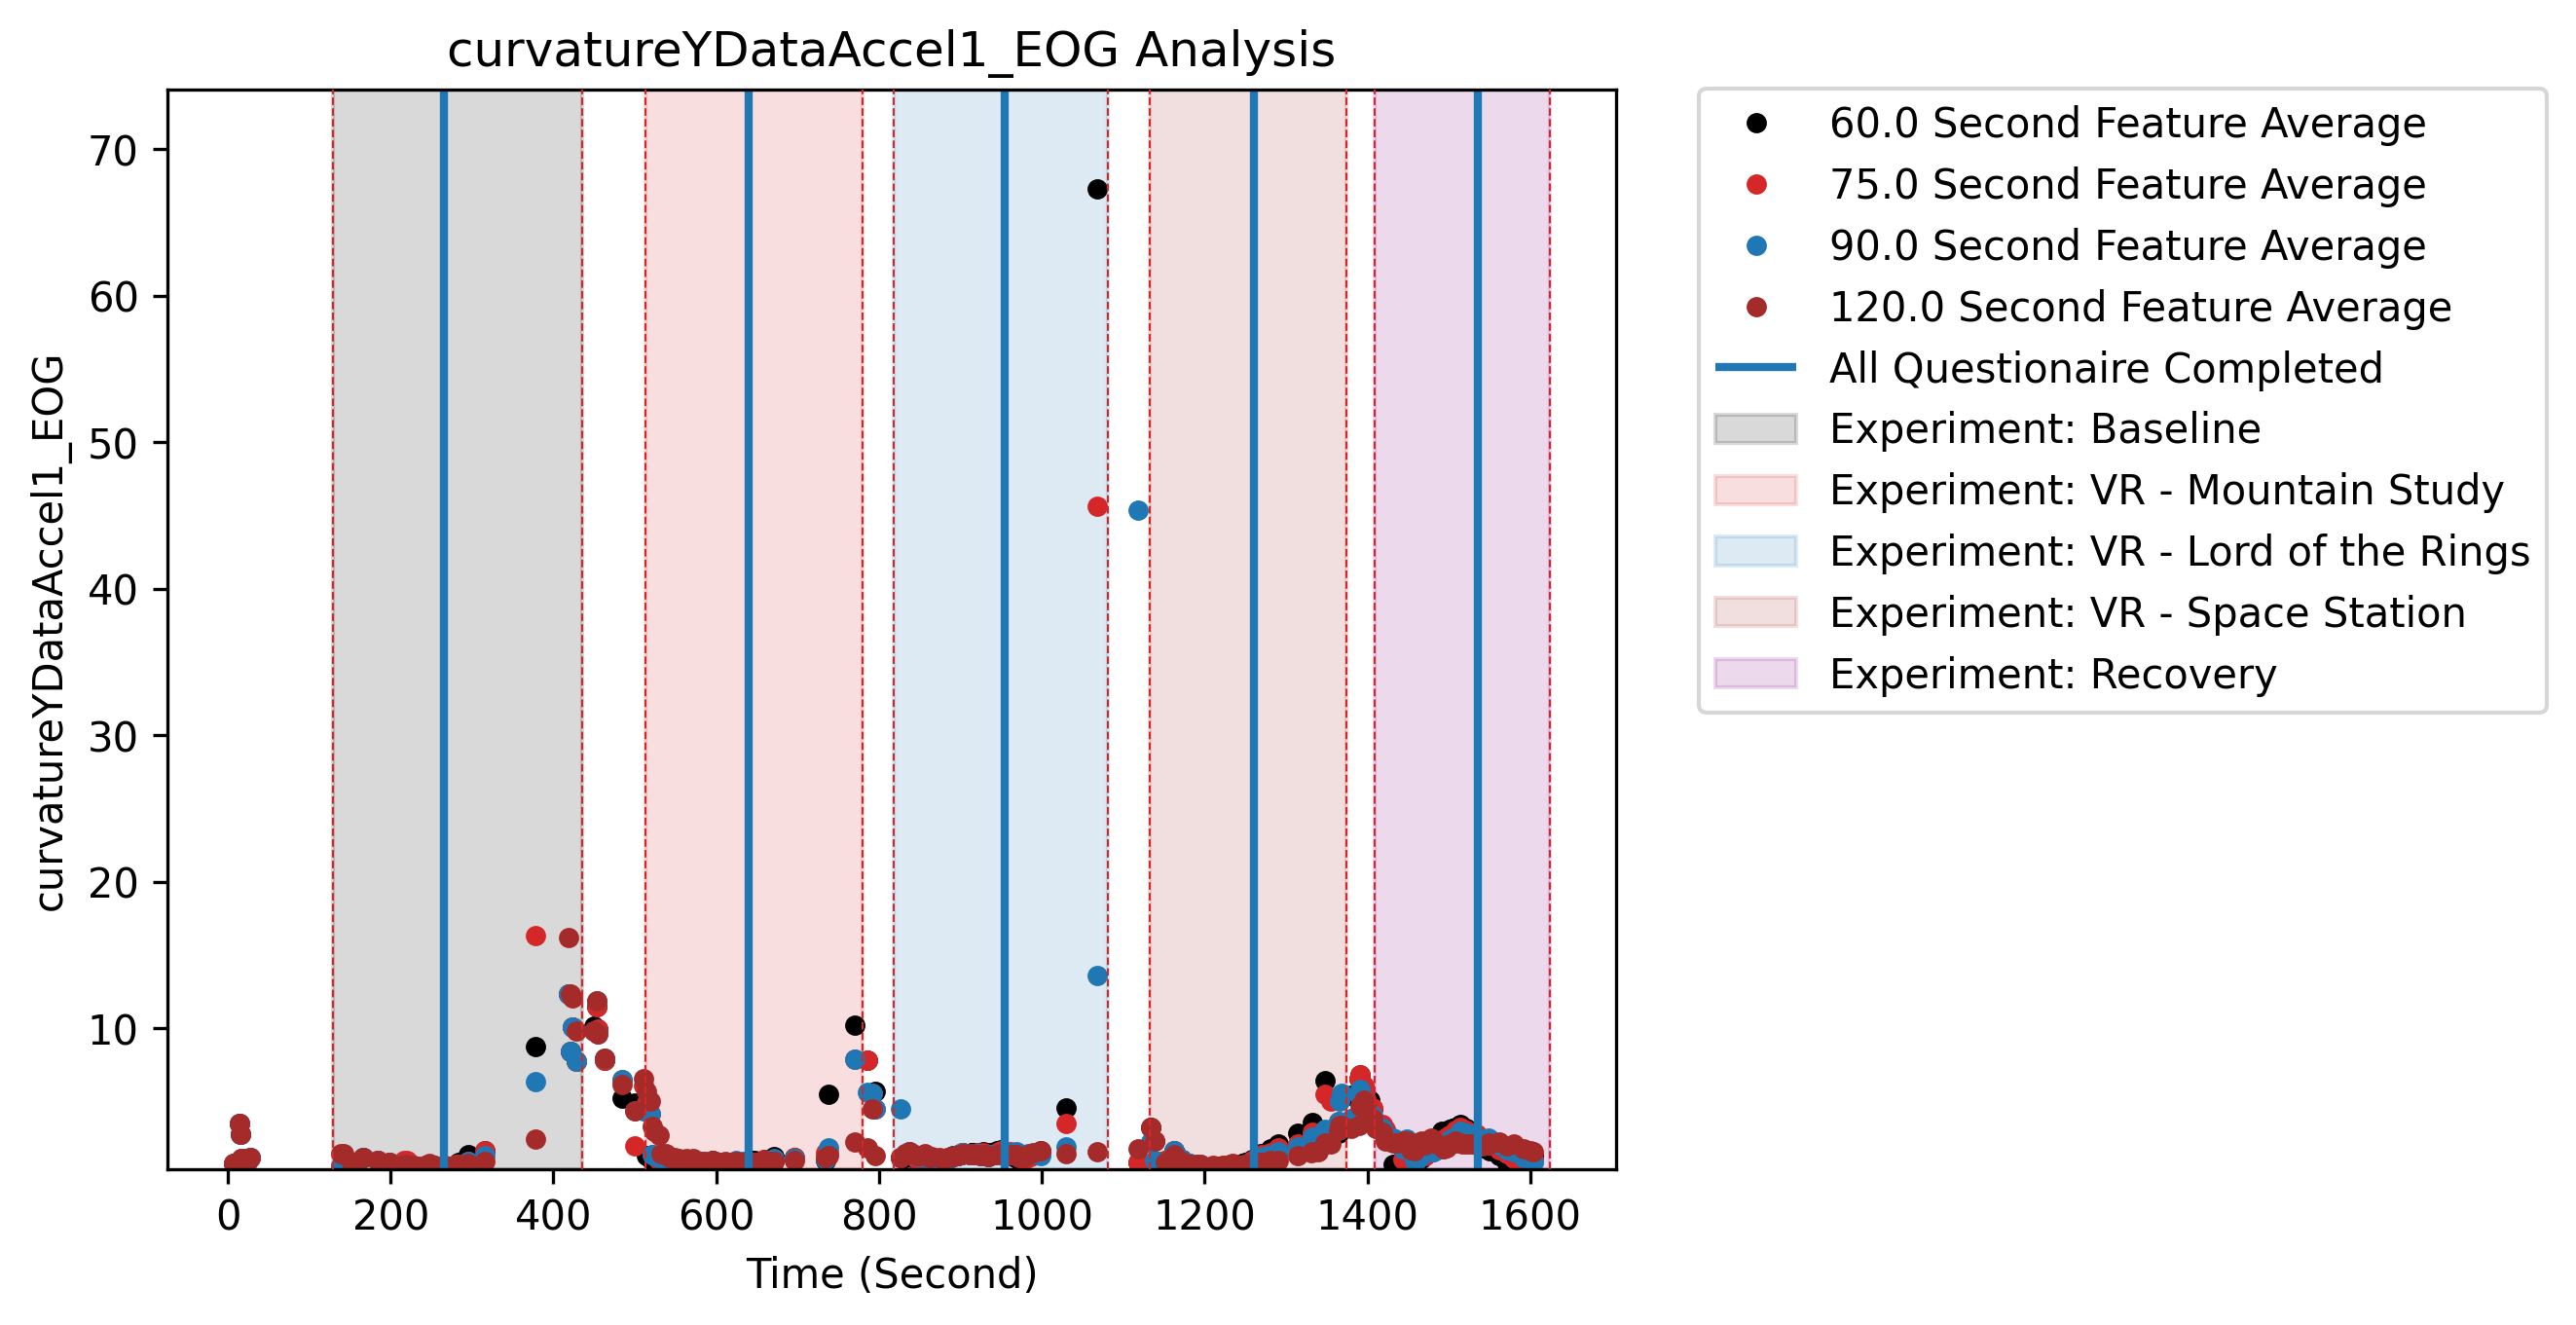 curvatureYDataAccel1_EOG Analysis
curvatureYDataAccel1_EOG
70
60
50
40
30
20
10
0 200 400 600 800 1000 1200 1400 1600
Time (Second)
60.0 Second Feature Average
75.0 Second Feature Average
90.0 Second Feature Average
120.0 Second Feature Average
All Questionaire Completed
Experiment: Baseline
Experiment: VR - Mountain Study
Experiment: VR - Lord of the Rings
Experiment: VR - Space Station
Experiment: Recovery